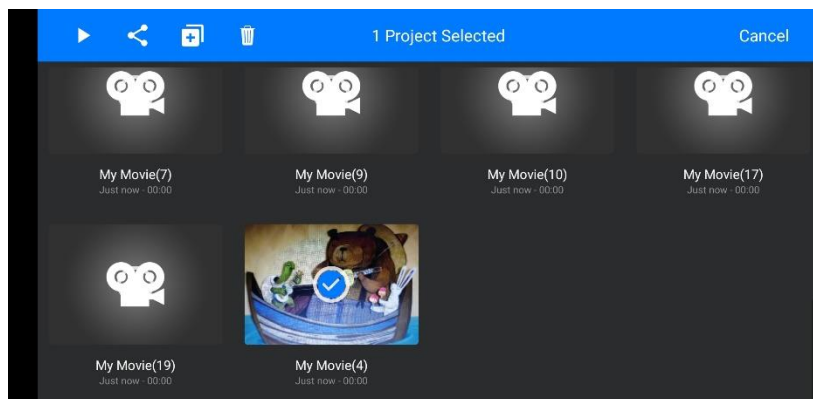 1 Project Selected
Cancel
My Movie(7)
Just now - 00:00
My Movie(9)
Just now - 00:00
My Movie(10)
Just now - 00:00
My Movie(17)
Just now - 00:00
My Movie(19)
Just now - 00:00
My Movie(4)
Just now - 00:00